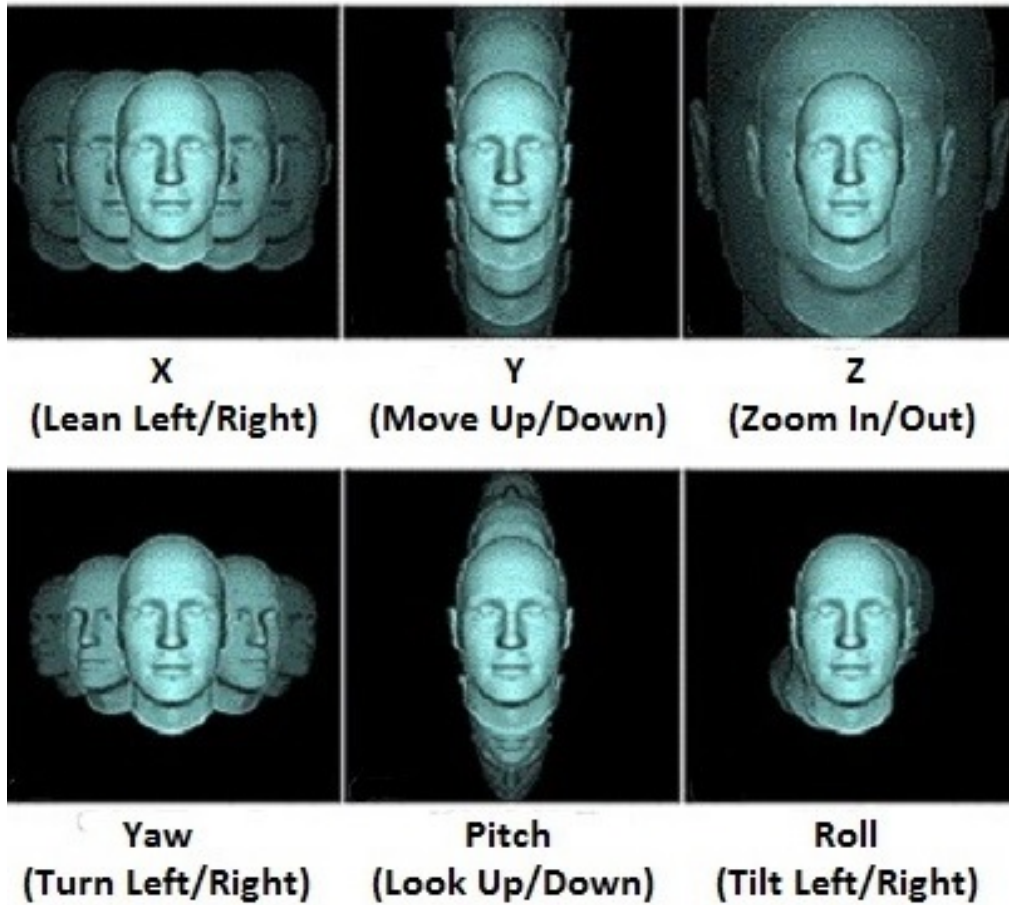 X
(Lean Left/Right)
Y
(Move Up/Down)
Z
(Zoom In/Out)
Yaw
(Turn Left/Right)
Pitch
(Look Up/Down)
Roll
(Tilt Left/Right)